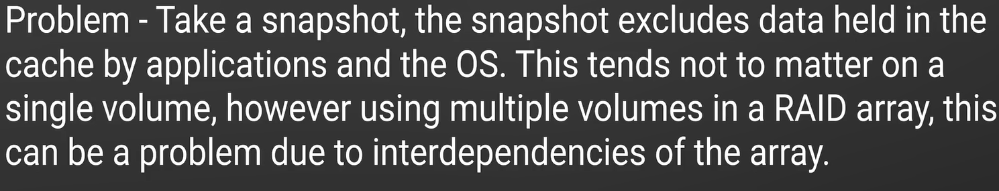 Problem - Take a snapshot, the snapshot excludes data held in the
cache by applications and the OS. This tends not to matter on a
single volume, however using multiple volumes in a RAID array, this
can be a problem due to interdependencies of the array.